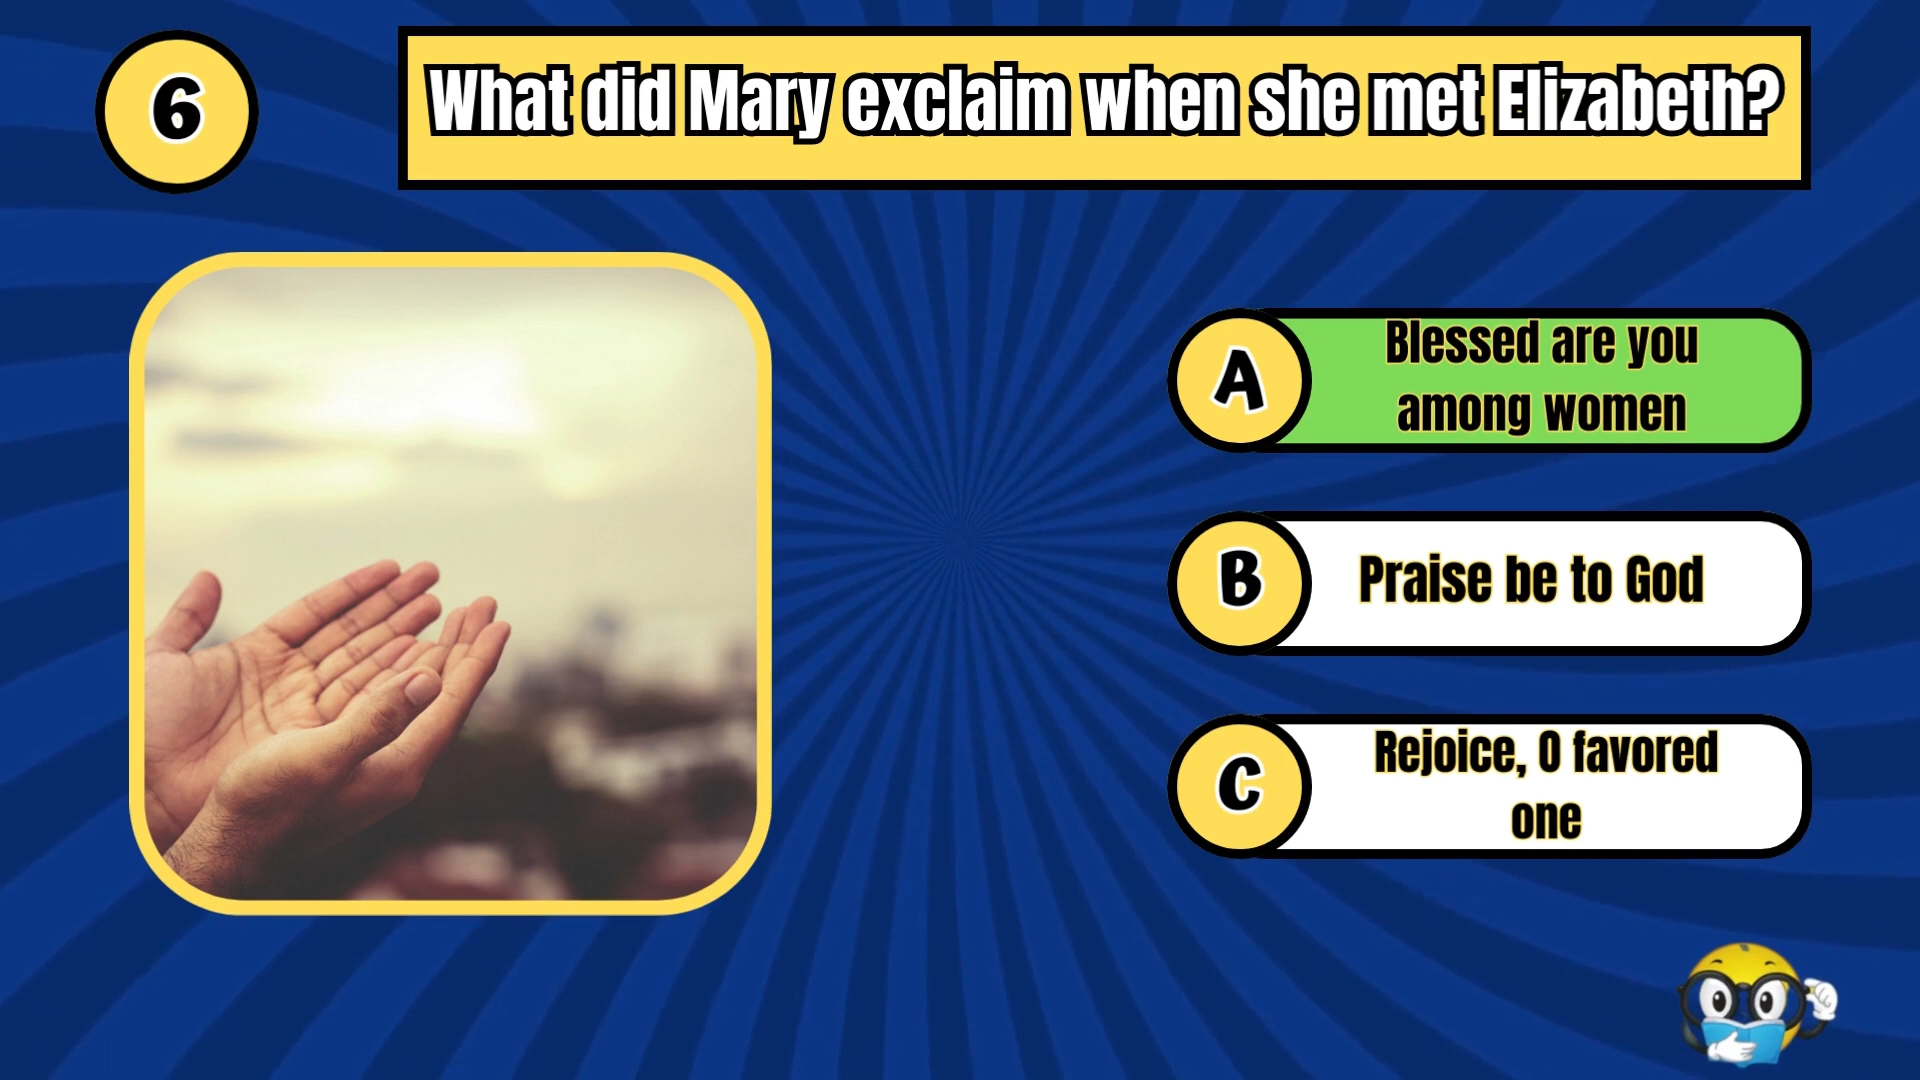 6
What did Mary exclaim when she met Elizabeth?
A
Blessed are you
among women
B
Praise be to God
C
Rejoice, O favored
one